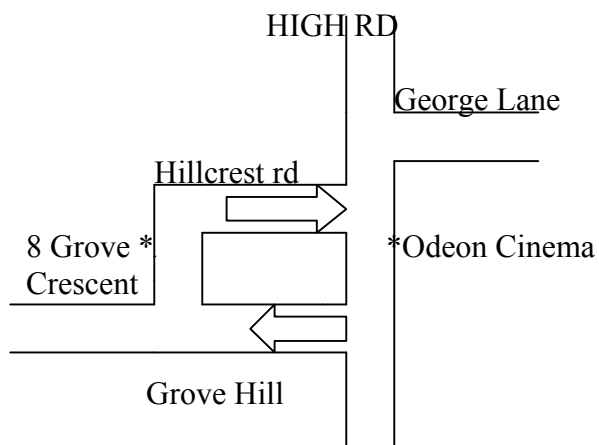 HIGH RD
George Lane
Hillcrest rd
8 Grove *
Crescent
*Odeon Cinema
Grove Hill